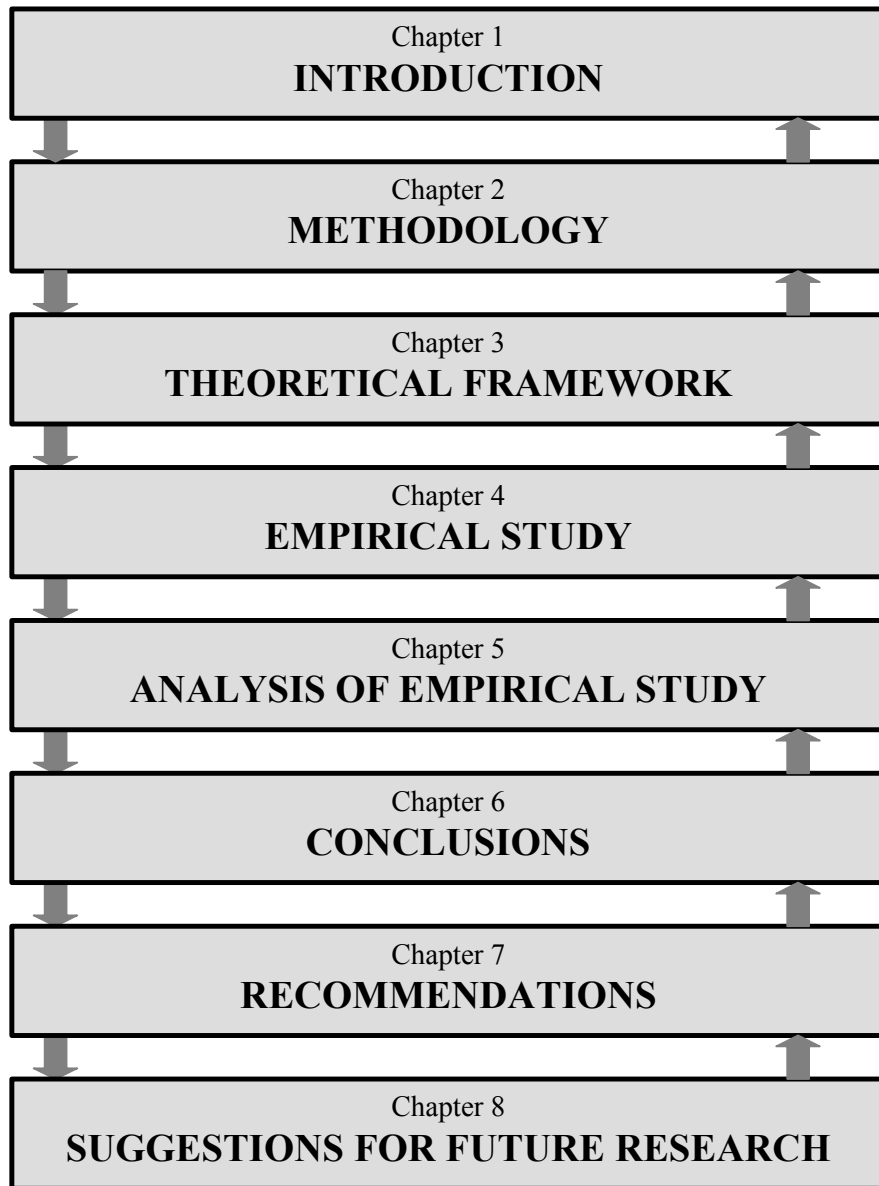 Chapter 1
INTRODUCTION
Chapter 2
METHODOLOGY
Chapter 3
THEORETICAL FRAMEWORK
Chapter 4
EMPIRICAL STUDY
Chapter 5
ANALYSIS OF EMPIRICAL STUDY
Chapter 6
CONCLUSIONS
Chapter 7
RECOMMENDATIONS
Chapter 8
SUGGESTIONS FOR FUTURE RESEARCH